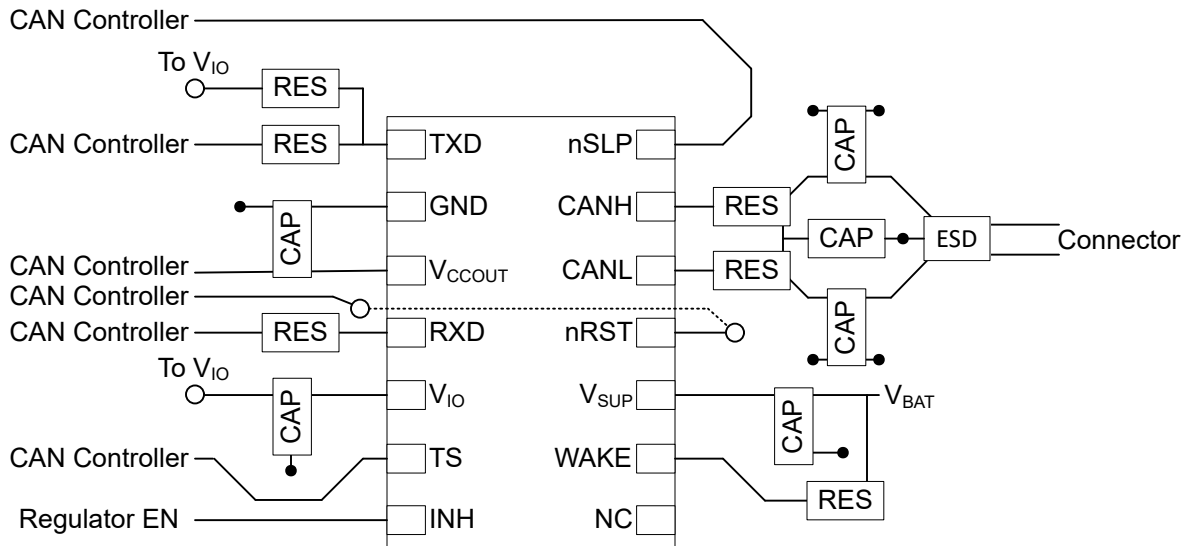 CAN Controller
To VIO
RES
CAN Controller
RES
TXD
nSLP
CAP
GND
CANH
RES
CAP
CAP
ESD
Connector
CAN Controller
VCCOUT
CANL
RES
CAN Controller
CAN Controller
RES
RXD
nRST
CAP
To VIO
CAP
VIO
VSUP
CAP
VBAT
CAN Controller
TS
WAKE
RES
Regulator EN
INH
NC